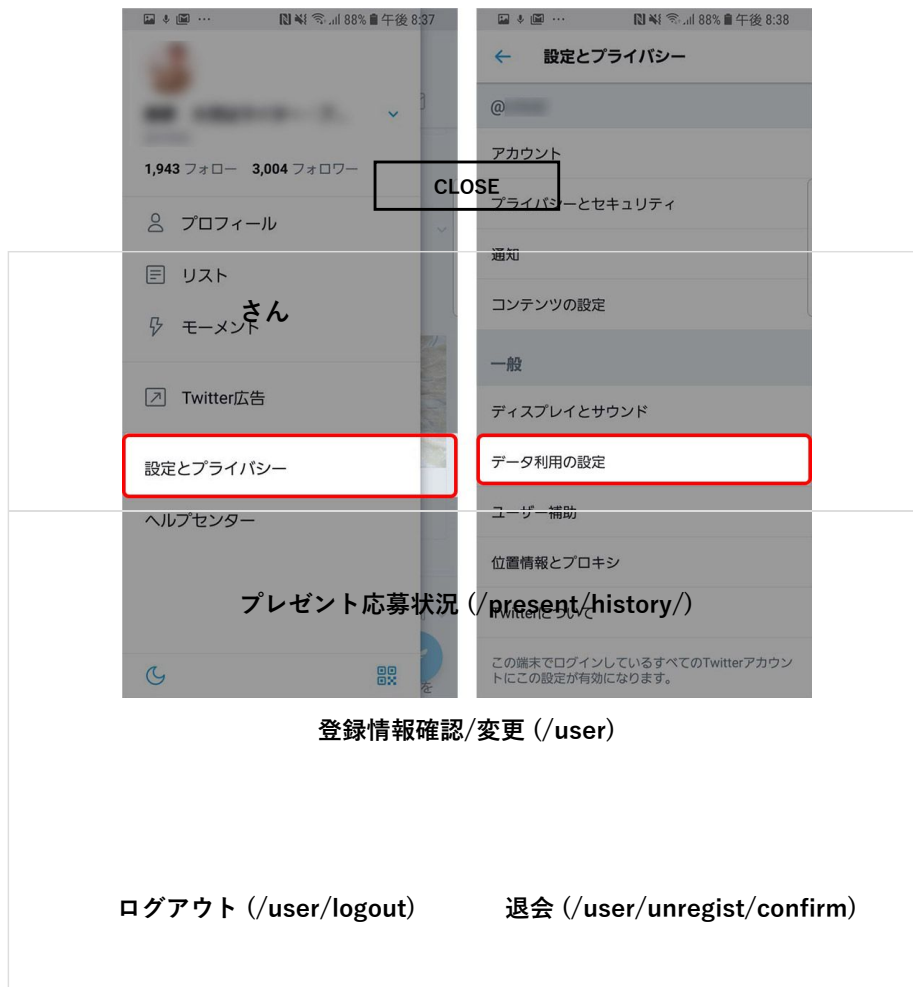 88% 午後 8:37
1,943 フォロー 3,004 フォロワー
プロフィール
リスト
モーメント
Twitter広告
設定とプライバシー
ヘルプセンター
を
88% 午後 8:38
設定とプライバシー
@
アカウント
プライバシーとセキュリティ
通知
コンテンツの設定
一般
ディスプレイとサウンド
データ利用の設定
ユーザー補助
位置情報とプロキシ
Twitterについて
この端末でログインしているすべてのTwitterアカウン
トにこの設定が有効になります。
CLOSE
さん
プレゼント応募状況 (/present/history/)
登録情報確認/変更 (/user)
ログアウト (/user/logout)
退会 (/user/unregist/confirm)